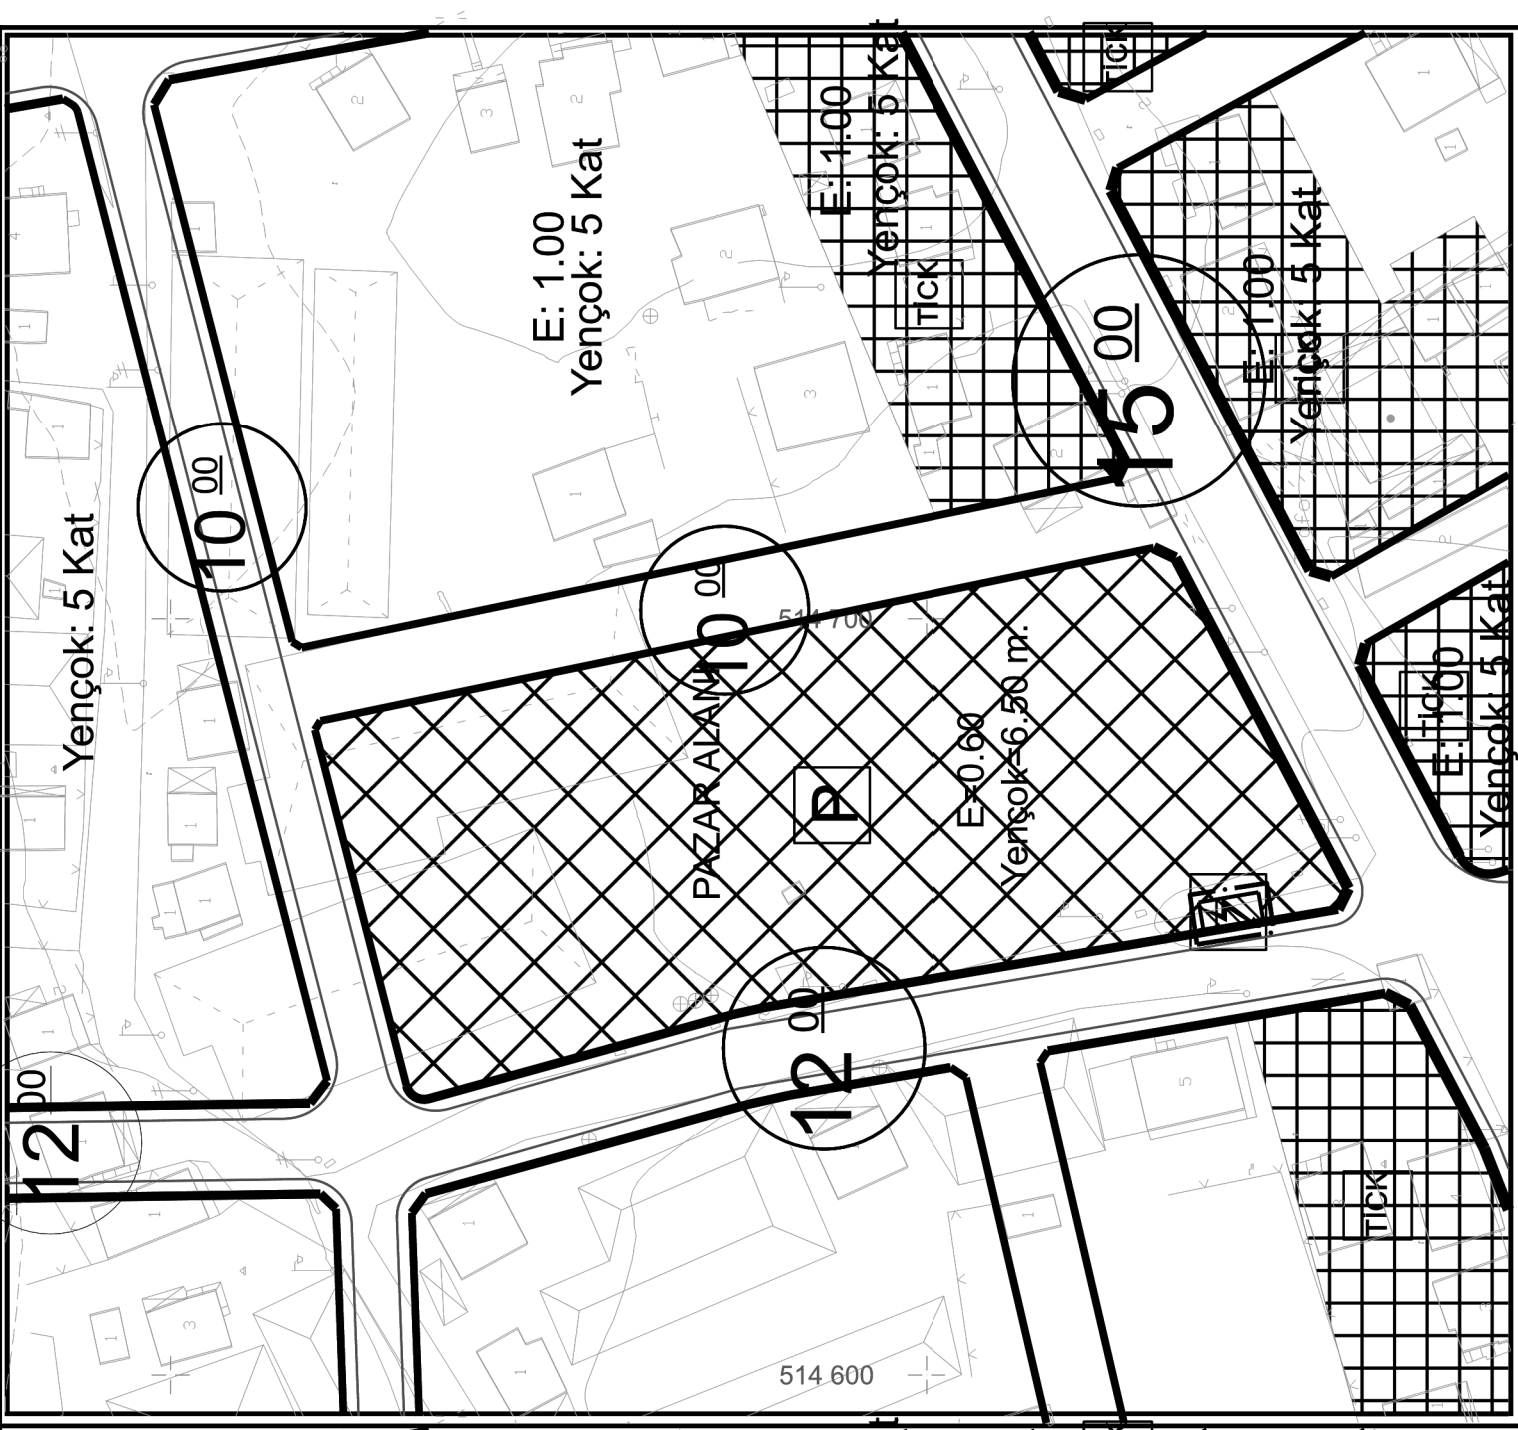 E: 1.00
Yençok: 5 Kat
E: 1.00
Yençok: 5 Kat
TİCK
TİCK
E: 1.00
Yençok: 5 Kat
Yençok: 5 Kat
10 00
10 00
15 00
12 00
12 00
514 700
PAZAR ALANI
P
E=0.60
Yençok=6.50 m.
TİCK
E: 1.00
Yençok: 5 Kat
TİCK
514 600